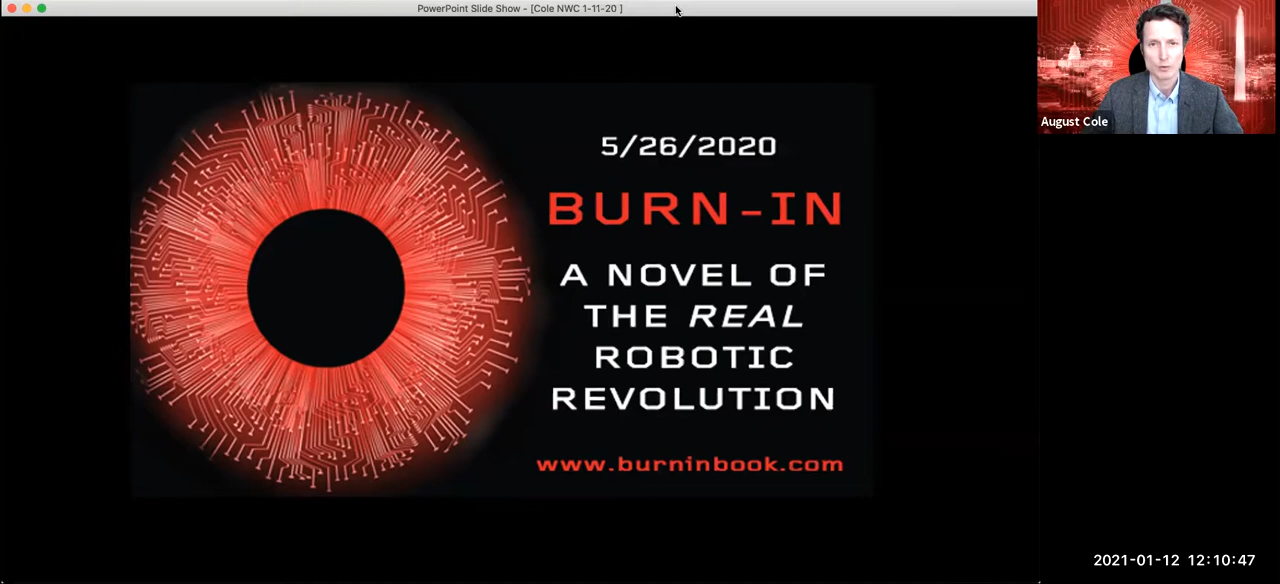 PowerPoint Slide Show - [Cole NWC 1-11-20 ]
August Cole
5/26/2020
BURN-IN
A NOVEL OF
THE REAL
ROBOTIC
REVOLUTION
www.burninbook.com
2021-01-12 12:10:47